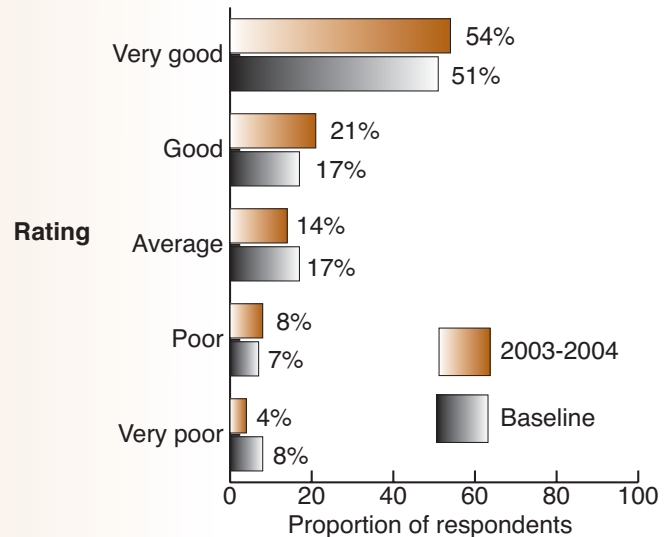 Very good
54%
51%
Good
21%
17%
Rating
Average
14%
17%
Poor
8%
7%
2003-2004
Very poor
4%
8%
Baseline
0 20 40 60 80 100
Proportion of respondents